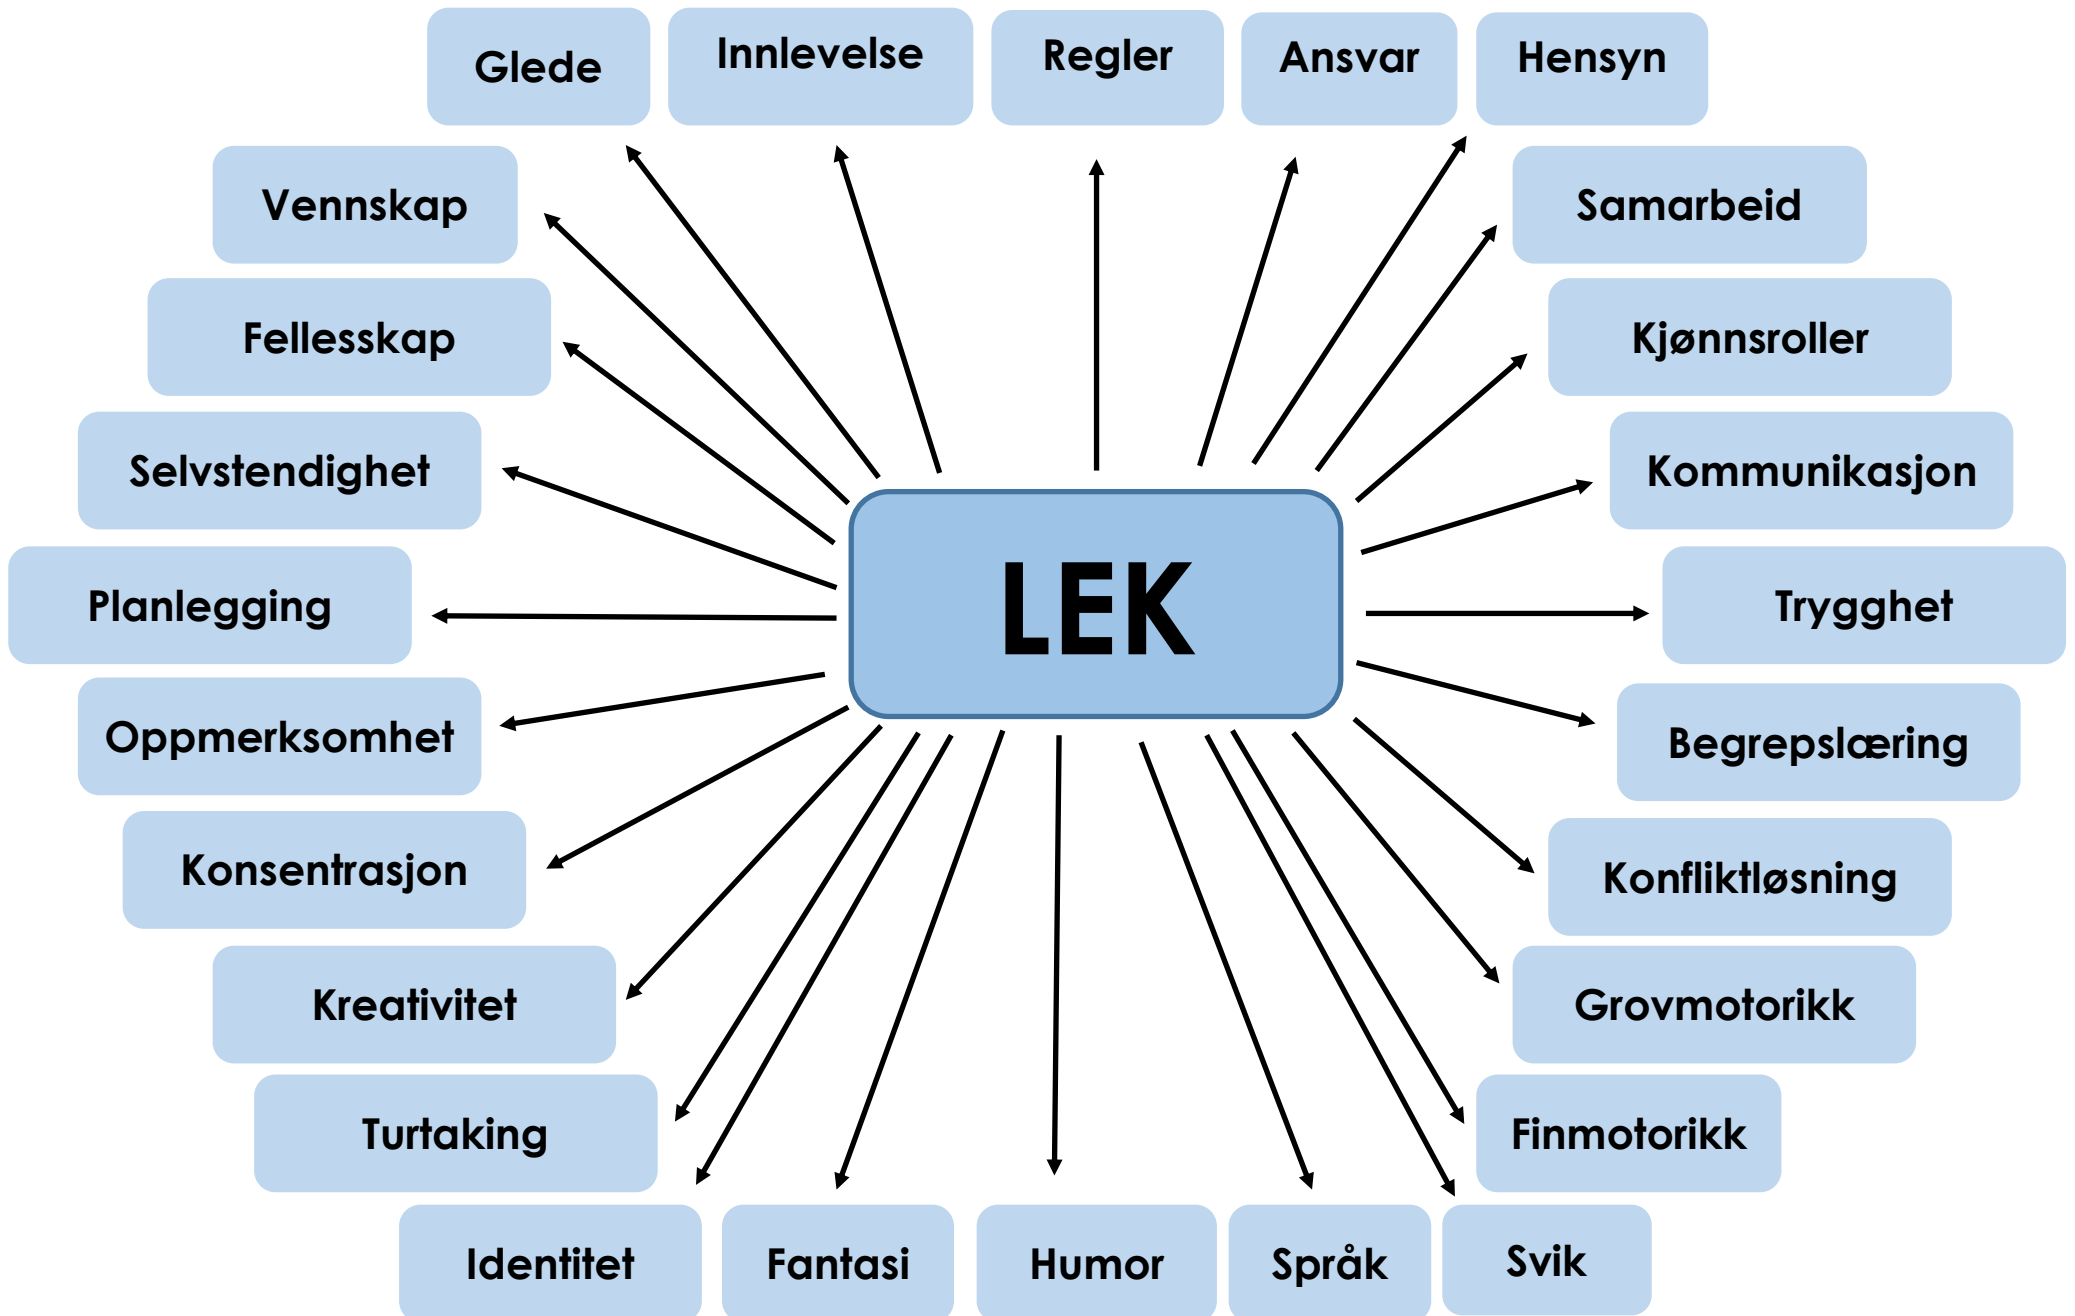 Glede
Innlevelse
Regler
Ansvar
Hensyn
Vennskap
Samarbeid
Fellesskap
Kjønnsroller
Selvstendighet
Kommunikasjon
LEK
Planlegging
Trygghet
Oppmerksomhet
Begrepslæring
Konsentrasjon
Konfliktløsning
Kreativitet
Grovmotorikk
Turtaking
Finmotorikk
Identitet
Fantasi
Humor
Språk
Svik